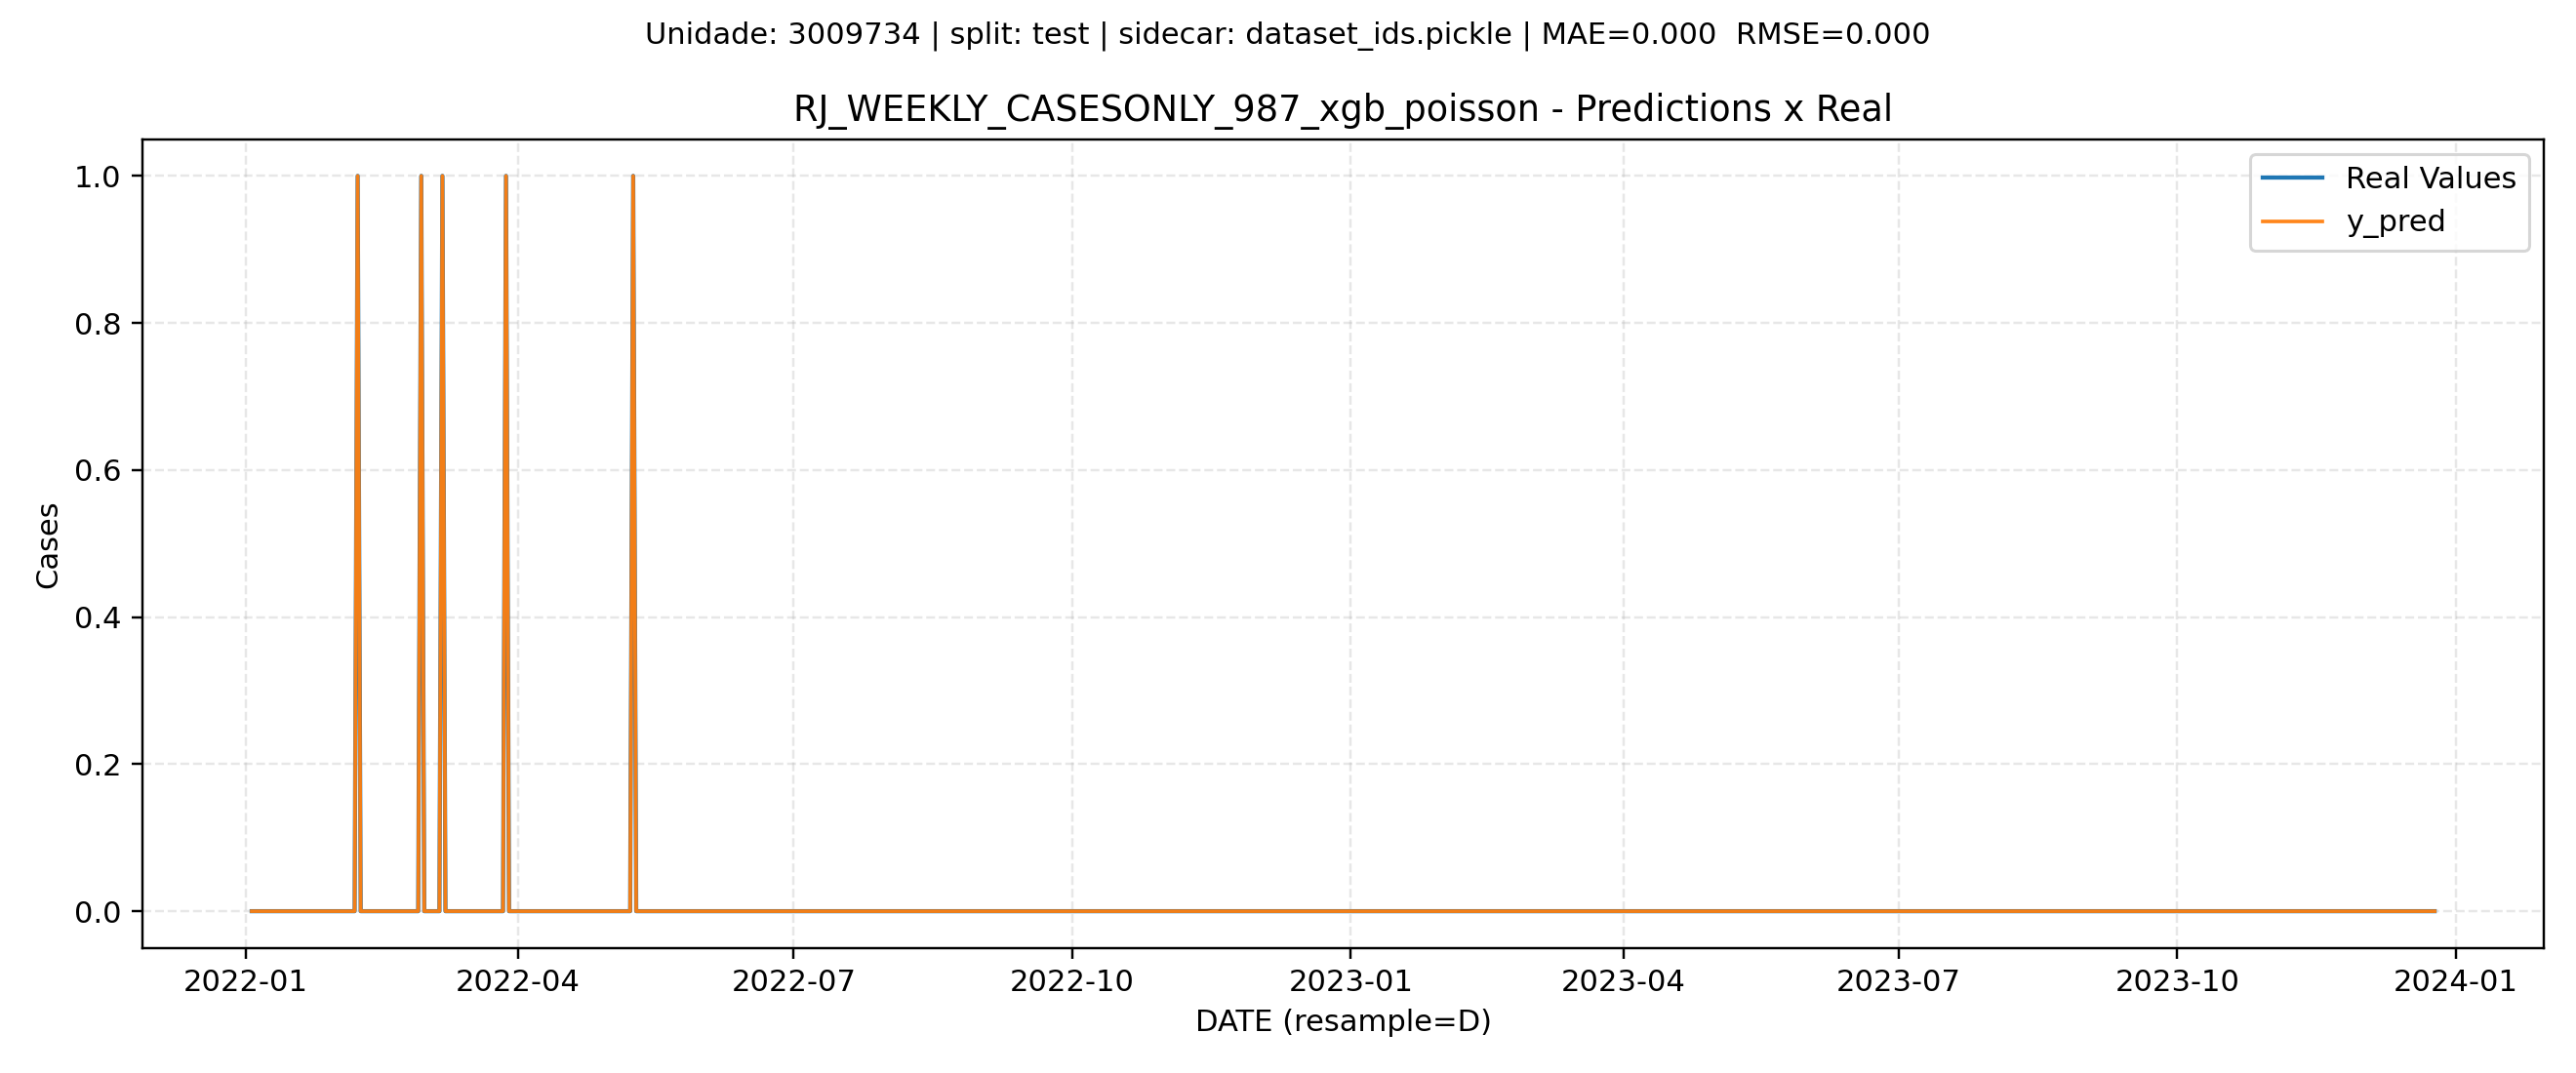 Unidade: 3009734 | split: test | sidecar: dataset_ids.pickle | MAE=0.000  RMSE=0.000
RJ_WEEKLY_CASESONLY_987_xgb_poisson - Predictions x Real
Real Values
y_pred
Cases
1.0
0.8
0.6
0.4
0.2
0.0
2022-01 2022-04 2022-07 2022-10 2023-01 2023-04 2023-07 2023-10 2024-01
DATE (resample=D)